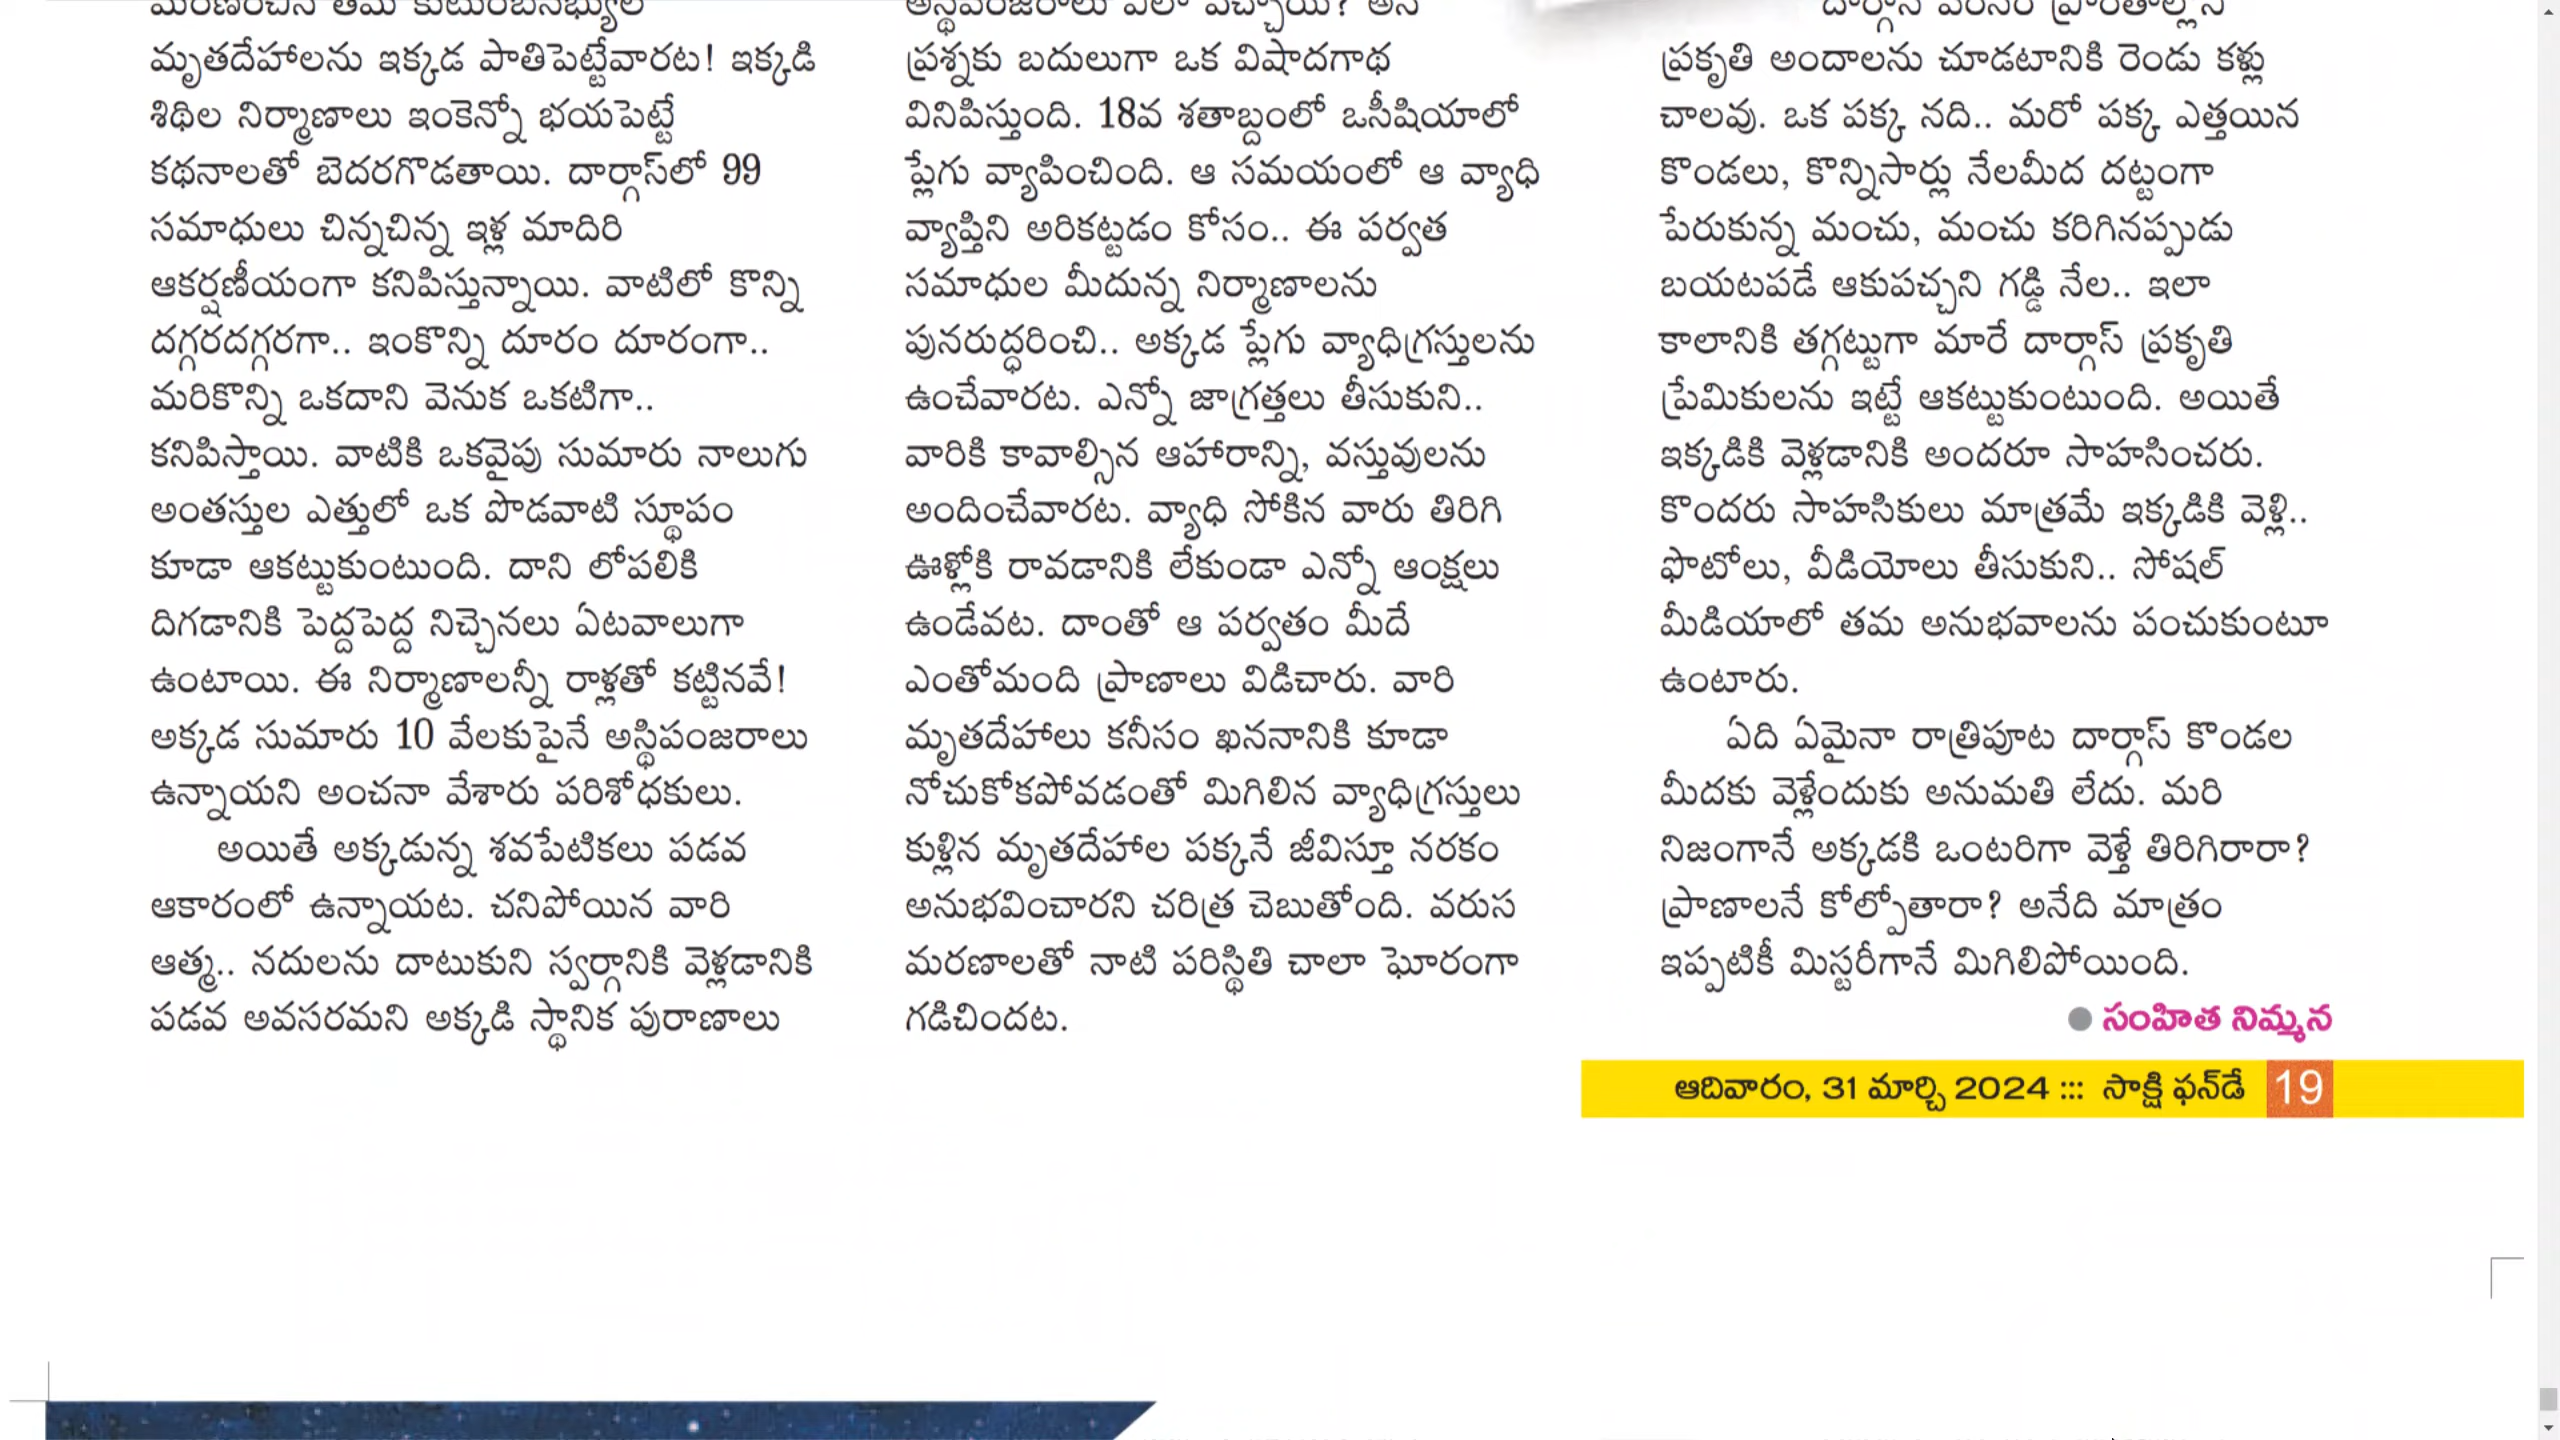 మరణించిన తమ కుటుంబసభ్యుల
మృతదేహాలను ఇక్కడ పాతిపెట్టేవారట! ఇక్కడి
శిథిల నిర్మాణాలు ఇంకెన్నో భయపెట్టే
కథనాలతో బెదరగొడతాయి. దార్గాస్‌లో 99
సమాధులు చిన్నచిన్న ఇళ్ల మాదిరి
ఆకర్షణీయంగా కనిపిస్తున్నాయి. వాటిలో కొన్ని
దగ్గరదగ్గరగా.. ఇంకొన్ని దూరం దూరంగా..
మరికొన్ని ఒకదాని వెనుక ఒకటిగా..
కనిపిస్తాయి. వాటికి ఒకవైపు సుమారు నాలుగు
అంతస్తుల ఎత్తులో ఒక పొడవాటి స్థూపం
కూడా ఆకట్టుకుంటుంది. దాని లోపలికి
దిగడానికి పెద్దపెద్ద నిచ్చెనలు ఏటవాలుగా
ఉంటాయి. ఈ నిర్మాణాలన్నీ రాళ్లతో కట్టినవే!
అక్కడ సుమారు 10 వేలకుపైనే అస్థిపంజరాలు
ఉన్నాయని అంచనా వేశారు పరిశోధకులు.
అయితే అక్కడున్న శవపేటికలు పడవ
ఆకారంలో ఉన్నాయట. చనిపోయిన వారి
ఆత్మ.. నదులను దాటుకుని స్వర్గానికి వెళ్లడానికి
పడవ అవసరమని అక్కడి స్థానిక పురాణాలు
అస్థిపంజరాలు ఎలా వచ్చాయి? అనే
ప్రశ్నకు బదులుగా ఒక విషాదగాథ
వినిపిస్తుంది. 18వ శతాబ్దంలో ఒసీషియాలో
ప్లేగు వ్యాపించింది. ఆ సమయంలో ఆ వ్యాధి
వ్యాప్తిని అరికట్టడం కోసం.. ఈ పర్వత
సమాధుల మీదున్న నిర్మాణాలను
పునరుద్ధరించి.. అక్కడ ప్లేగు వ్యాధిగ్రస్తులను
ఉంచేవారట. ఎన్నో జాగ్రత్తలు తీసుకుని..
వారికి కావాల్సిన ఆహారాన్ని, వస్తువులను
అందించేవారట. వ్యాధి సోకిన వారు తిరిగి
ఊళ్లోకి రావడానికి లేకుండా ఎన్నో ఆంక్షలు
ఉండేవట. దాంతో ఆ పర్వతం మీదే
ఎంతోమంది ప్రాణాలు విడిచారు. వారి
మృతదేహాలు కనీసం ఖననానికి కూడా
నోచుకోకపోవడంతో మిగిలిన వ్యాధిగ్రస్తులు
కుళ్లిన మృతదేహాల పక్కనే జీవిస్తూ నరకం
అనుభవించారని చరిత్ర చెబుతోంది. వరుస
మరణాలతో నాటి పరిస్థితి చాలా ఘోరంగా
గడిచిందట.
దార్గాస్ పరిసర ప్రాంతాల్లోని
ప్రకృతి అందాలను చూడటానికి రెండు కళ్లు
చాలవు. ఒక పక్క నది.. మరో పక్క ఎత్తయిన
కొండలు, కొన్నిసార్లు నేలమీద దట్టంగా
పేరుకున్న మంచు, మంచు కరిగినప్పుడు
బయటపడే ఆకుపచ్చని గడ్డి నేల.. ఇలా
కాలానికి తగ్గట్టుగా మారే దార్గాస్ ప్రకృతి
ప్రేమికులను ఇట్టే ఆకట్టుకుంటుంది. అయితే
ఇక్కడికి వెళ్లడానికి అందరూ సాహసించరు.
కొందరు సాహసికులు మాత్రమే ఇక్కడికి వెళ్లి..
ఫొటోలు, వీడియోలు తీసుకుని.. సోషల్
మీడియాలో తమ అనుభవాలను పంచుకుంటూ
ఉంటారు.
ఏది ఏమైనా రాత్రిపూట దార్గాస్ కొండల
మీదకు వెళ్లేందుకు అనుమతి లేదు. మరి
నిజంగానే అక్కడకి ఒంటరిగా వెళ్తే తిరిగిరారా?
ప్రాణాలనే కోల్పోతారా? అనేది మాత్రం
ఇప్పటికీ మిస్టరీగానే మిగిలిపోయింది.
● సంహిత నిమ్మన
ఆదివారం, 31 మార్చి 2024 ::: సాక్షి ఫన్‌డే 19